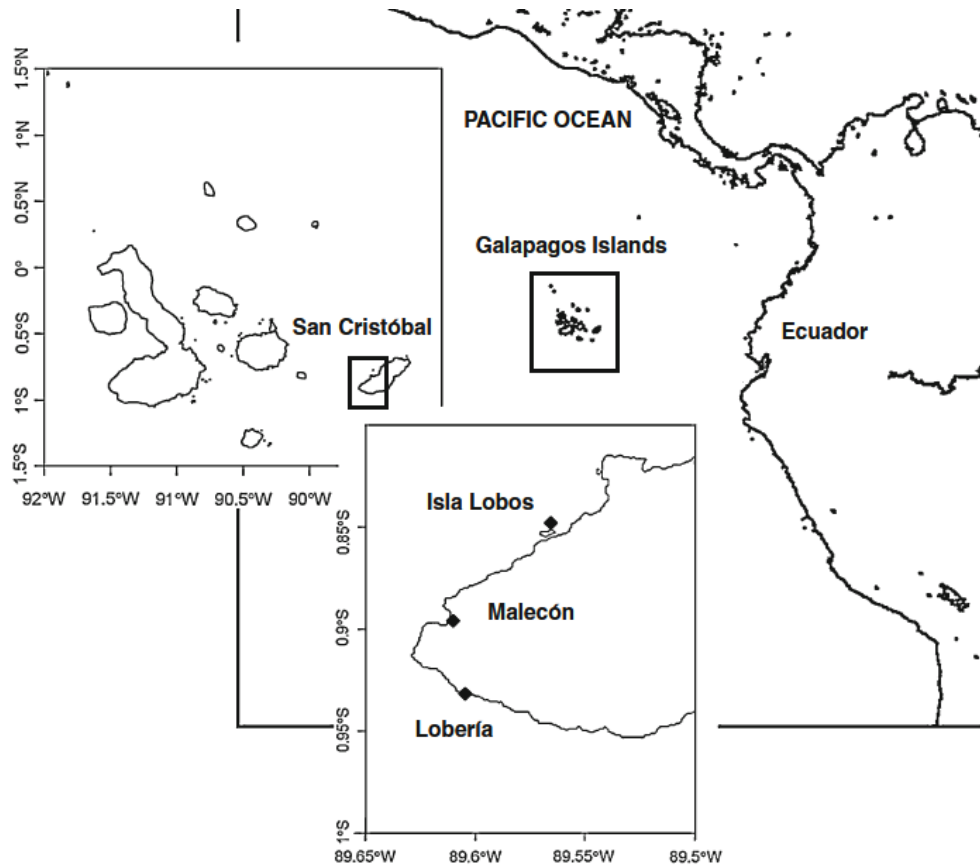 PACIFIC OCEAN
Galapagos Islands
Ecuador
San Cristóbal
1.5°N
1°N
0.5°N
0°
0.5°S
1°S
1.5°S
92°W 91.5°W 91°W 90.5°W 90°W
Isla Lobos
Malecón
Lobería
0.85°S
0.9°S
0.95°S
1°S
89.65°W 89.6°W 89.55°W 89.5°W